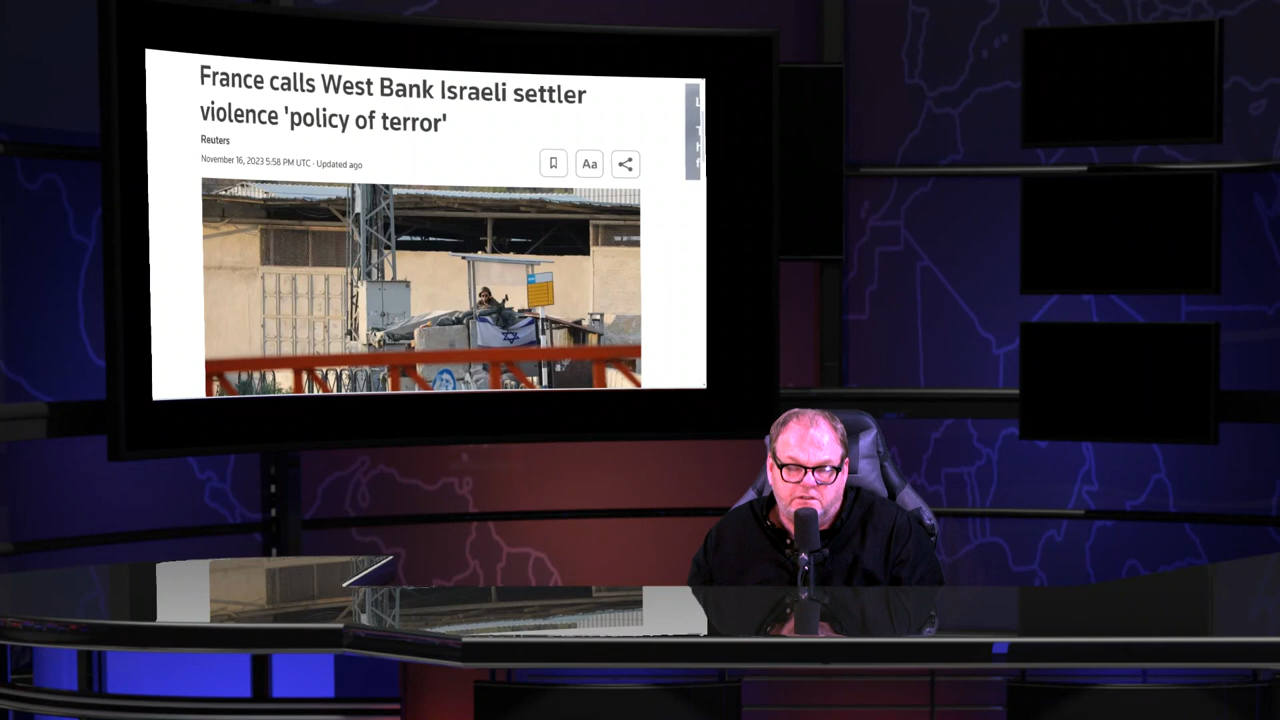 France calls West Bank Israeli settler
violence 'policy of terror'
Reuters
November 16, 2023 5:58 PM UTC · Updated ago
Aa